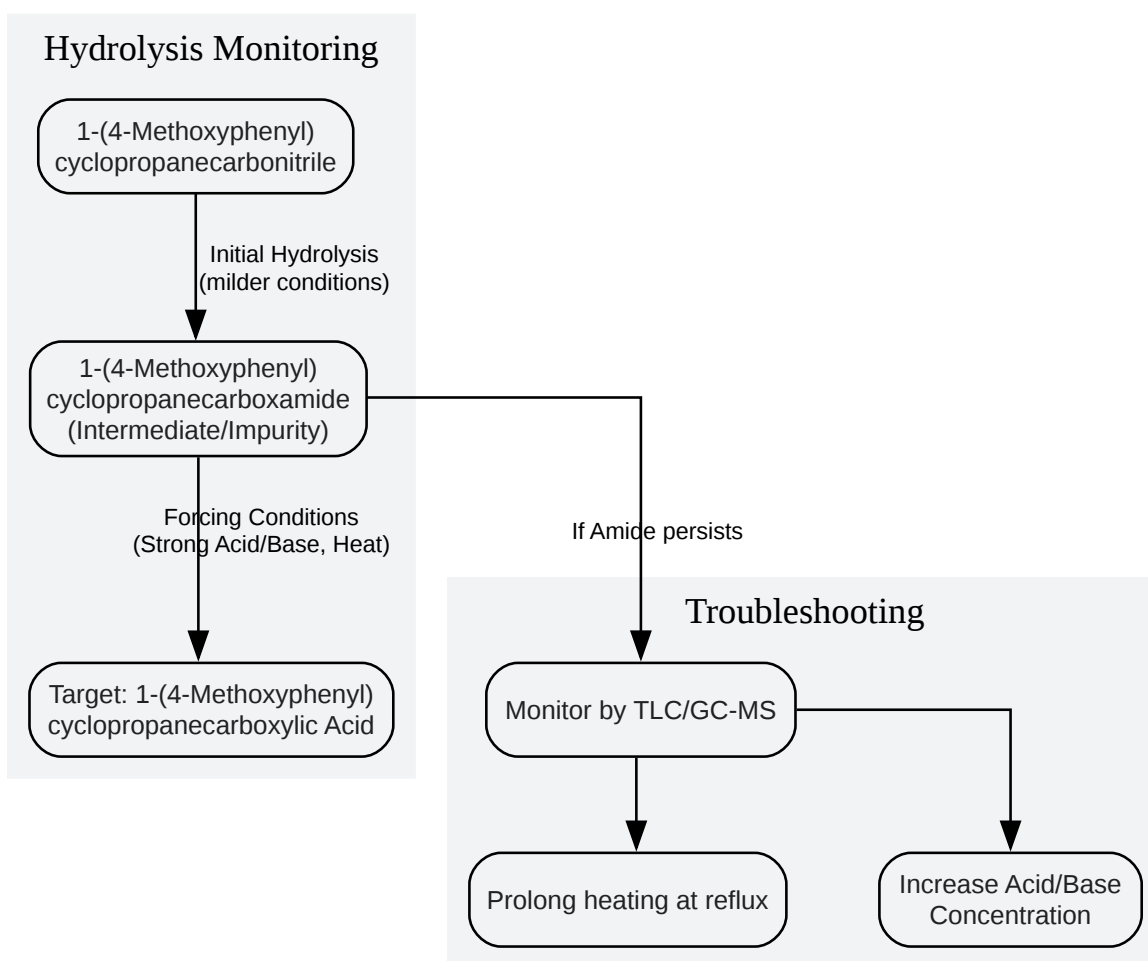 Hydrolysis Monitoring
1-(4-Methoxyphenyl)
cyclopropanecarbonitrile
Initial Hydrolysis
(milder conditions)
1-(4-Methoxyphenyl)
cyclopropanecarboxamide
(Intermediate/Impurity)
Forcing Conditions
(Strong Acid/Base, Heat)
If Amide persists
Target: 1-(4-Methoxyphenyl)
cyclopropanecarboxylic Acid
Troubleshooting
Monitor by TLC/GC-MS
Prolong heating at reflux
Increase Acid/Base
Concentration